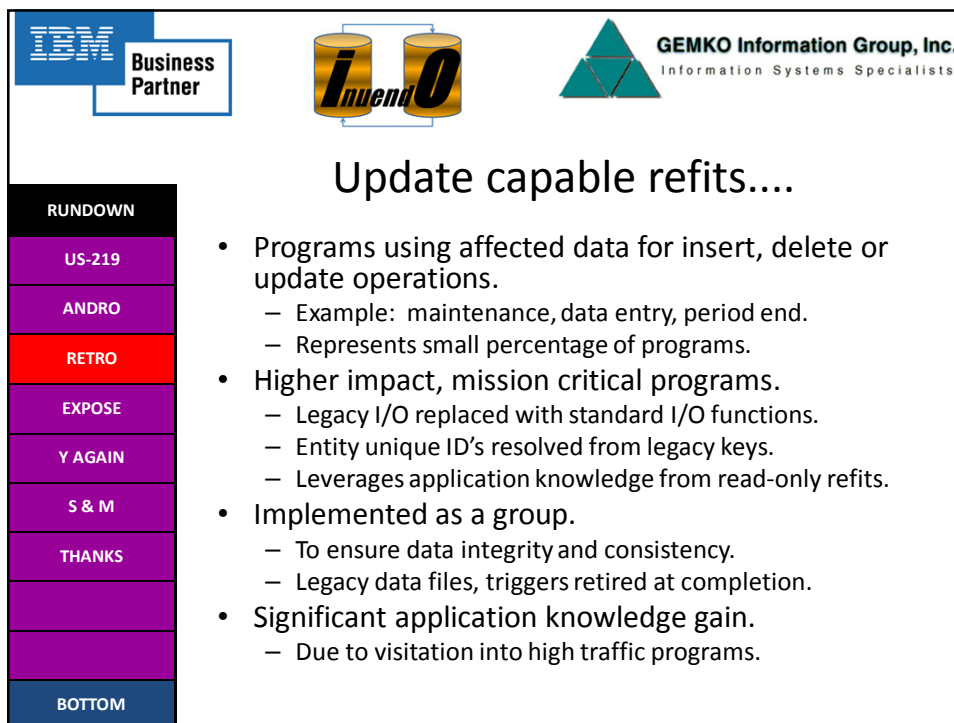 IBM
Business
Partner
InuendO
GEMKO Information Group, Inc.
Information Systems Specialists
Update capable refits....
RUNDOWN
US-219
ANDRO
RETRO
EXPOSE
Y AGAIN
S & M
THANKS
BOTTOM
• Programs using affected data for insert, delete or
update operations.
– Example: maintenance, data entry, period end.
– Represents small percentage of programs.
• Higher impact, mission critical programs.
– Legacy I/O replaced with standard I/O functions.
– Entity unique ID's resolved from legacy keys.
– Leverages application knowledge from read-only refits.
• Implemented as a group.
– To ensure data integrity and consistency.
– Legacy data files, triggers retired at completion.
• Significant application knowledge gain.
– Due to visitation into high traffic programs.